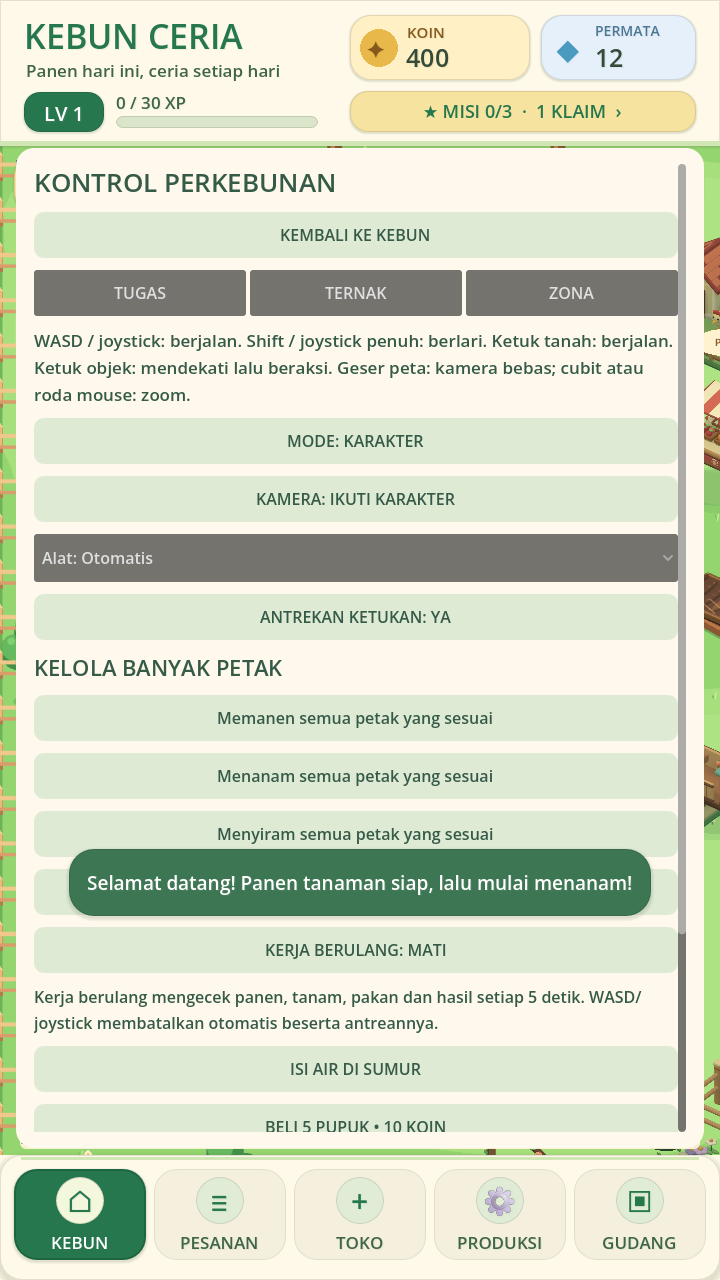 KEBUN CERIA
Panen hari ini, ceria setiap hari
KOIN
400
PERMATA
12
LV 1
0 / 30 XP
★ MISI 0/3 · 1 KLAIM ›
KONTROL PERKEBUNAN
KEMBALI KE KEBUN
TUGAS
TERNAK
ZONA
WASD / joystick: berjalan. Shift / joystick penuh: berlari. Ketuk tanah: berjalan.
Ketuk objek: mendekati lalu beraksi. Geser peta: kamera bebas; cubit atau
roda mouse: zoom.
MODE: KARAKTER
KAMERA: IKUTI KARAKTER
Alat: Otomatis
ANTREKAN KETUKAN: YA
KELOLA BANYAK PETAK
Memanen semua petak yang sesuai
Menanam semua petak yang sesuai
Menyiram semua petak yang sesuai
Selamat datang! Panen tanaman siap, lalu mulai menanam!
KERJA BERULANG: MATI
Kerja berulang mengecek panen, tanam, pakan dan hasil setiap 5 detik. WASD/
joystick membatalkan otomatis beserta antreannya.
ISI AIR DI SUMUR
BELI 5 PUPUK • 10 KOIN
KEBUN
PESANAN
TOKO
PRODUKSI
GUDANG